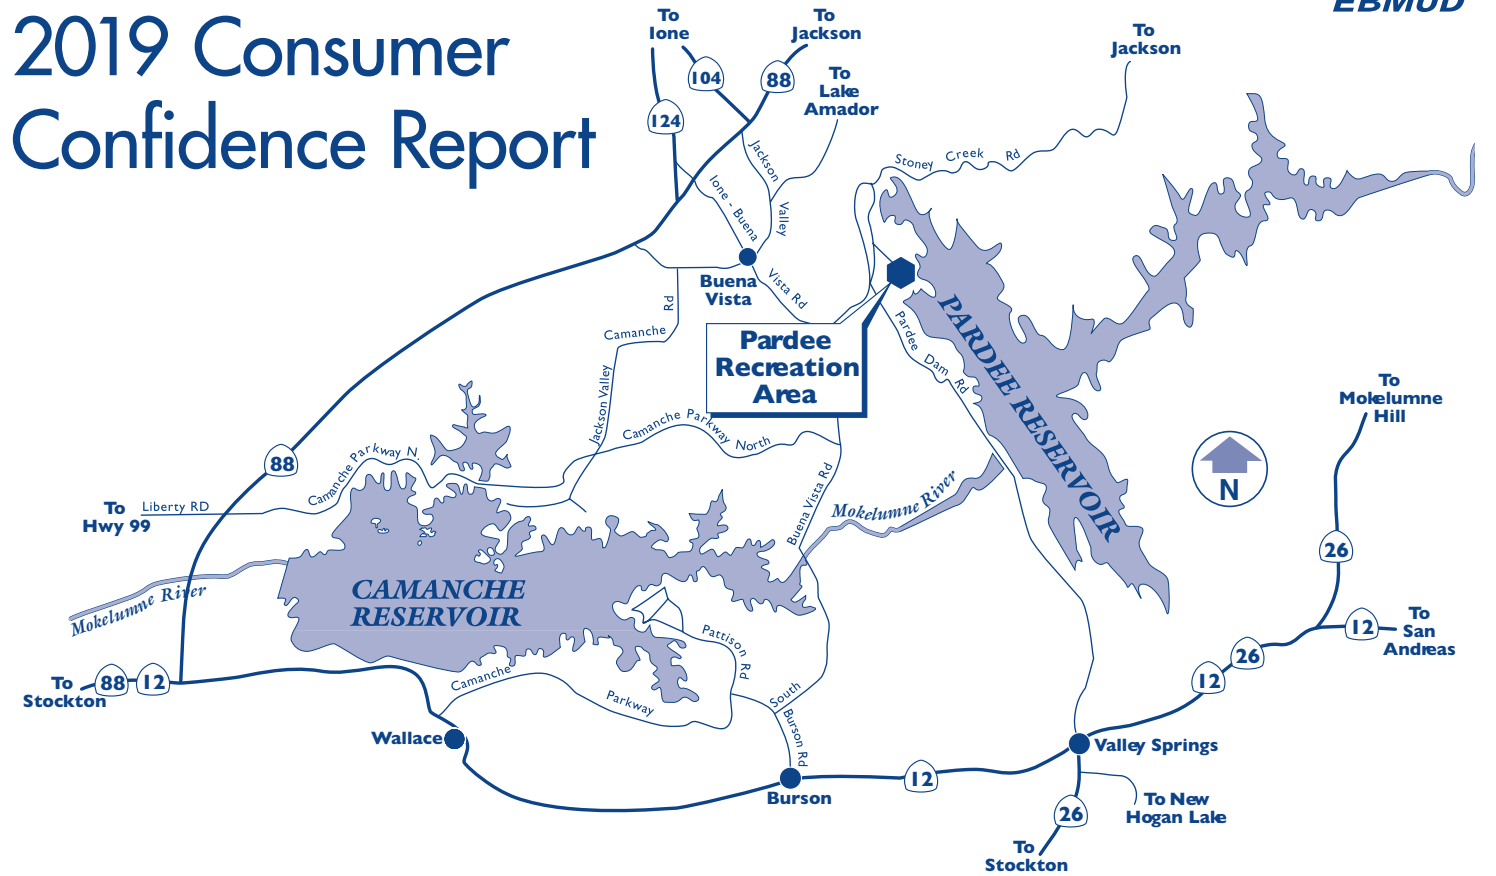 2019 Consumer
Confidence Report
EBMUD
To
Ione
To
Jackson
To
Jackson
104
88
124
To
Lake
Amador
Stoney Creek Rd
Jackson
Valley
Ione - Buena
Vista Rd
Buena
Vista
Camanche
Rd
Jackson Valley
Pardee
Recreation
Area
Pardee Dam Rd
PARDEE RESERVOIR
To
Mokelumne
Hill
N
Camanche Parkway North
Camanche Parkway N.
88
To
Hwy 99
Liberty RD
Buena Vista Rd
Mokelumne River
26
Mokelumne River
CAMANCHE
RESERVOIR
Pattison Rd
12
To
San
Andreas
26
12
To
Stockton
88
12
Camanche
Parkway
South
Burson Rd
Wallace
Valley Springs
Burson
12
To New
Hogan Lake
26
To
Stockton